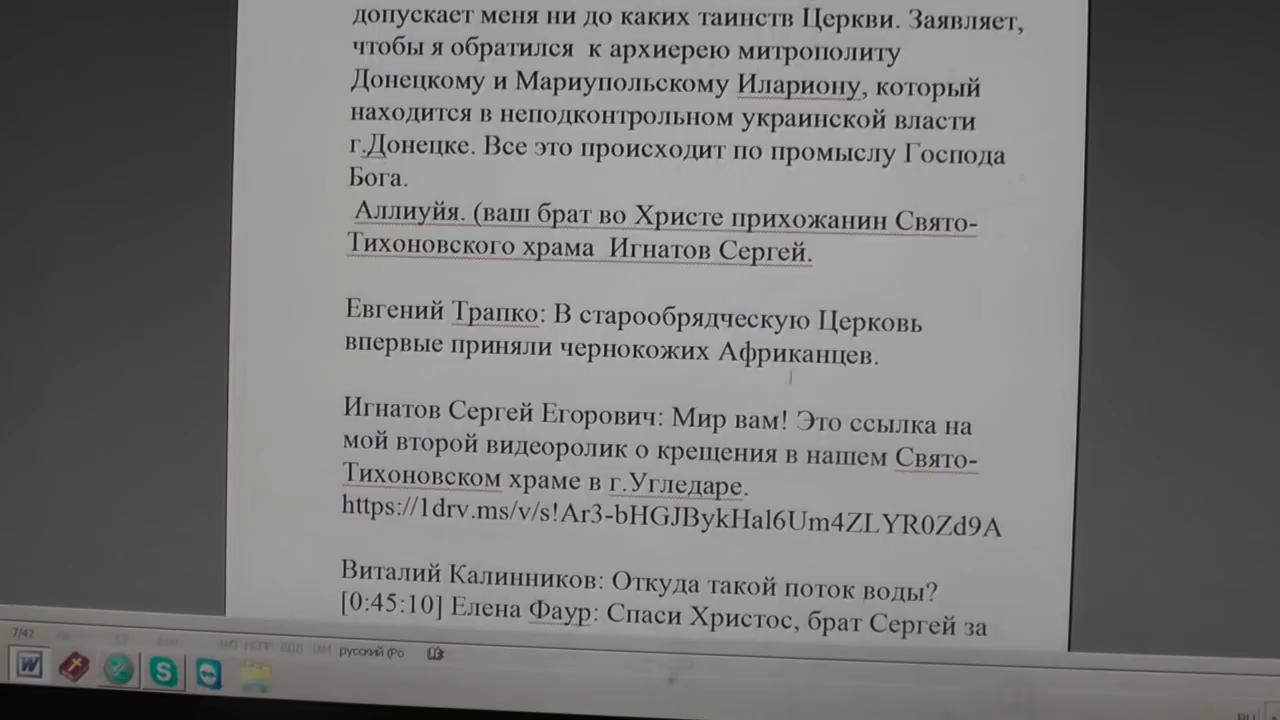 допускает меня ни до каких таинств Церкви. Заявляет,
чтобы я обратился к архиерею митрополиту
Донецкому и Мариупольскому Илариону, который
находится в неподконтрольном украинской власти
г.Донецке. Все это происходит по промыслу Господа
Бога.
Аллиуйя. (ваш брат во Христе прихожанин Свято-
Тихоновского храма Игнатов Сергей.
Евгений Трапко: В старообрядческую Церковь
впервые приняли чернокожих Африканцев.
Игнатов Сергей Егорович: Мир вам! Это ссылка на
мой второй видеоролик о крещения в нашем Свято-
Тихоновском храме в г.Угледаре.
https://1drv.ms/v/s!Ar3-bHGJBykHal6Um4ZLYR0Zd9A
Виталий Калинников: Откуда такой поток воды?
[0:45:10] Елена Фаур: Спаси Христос, брат Сергей за
7/42
русский (Ро